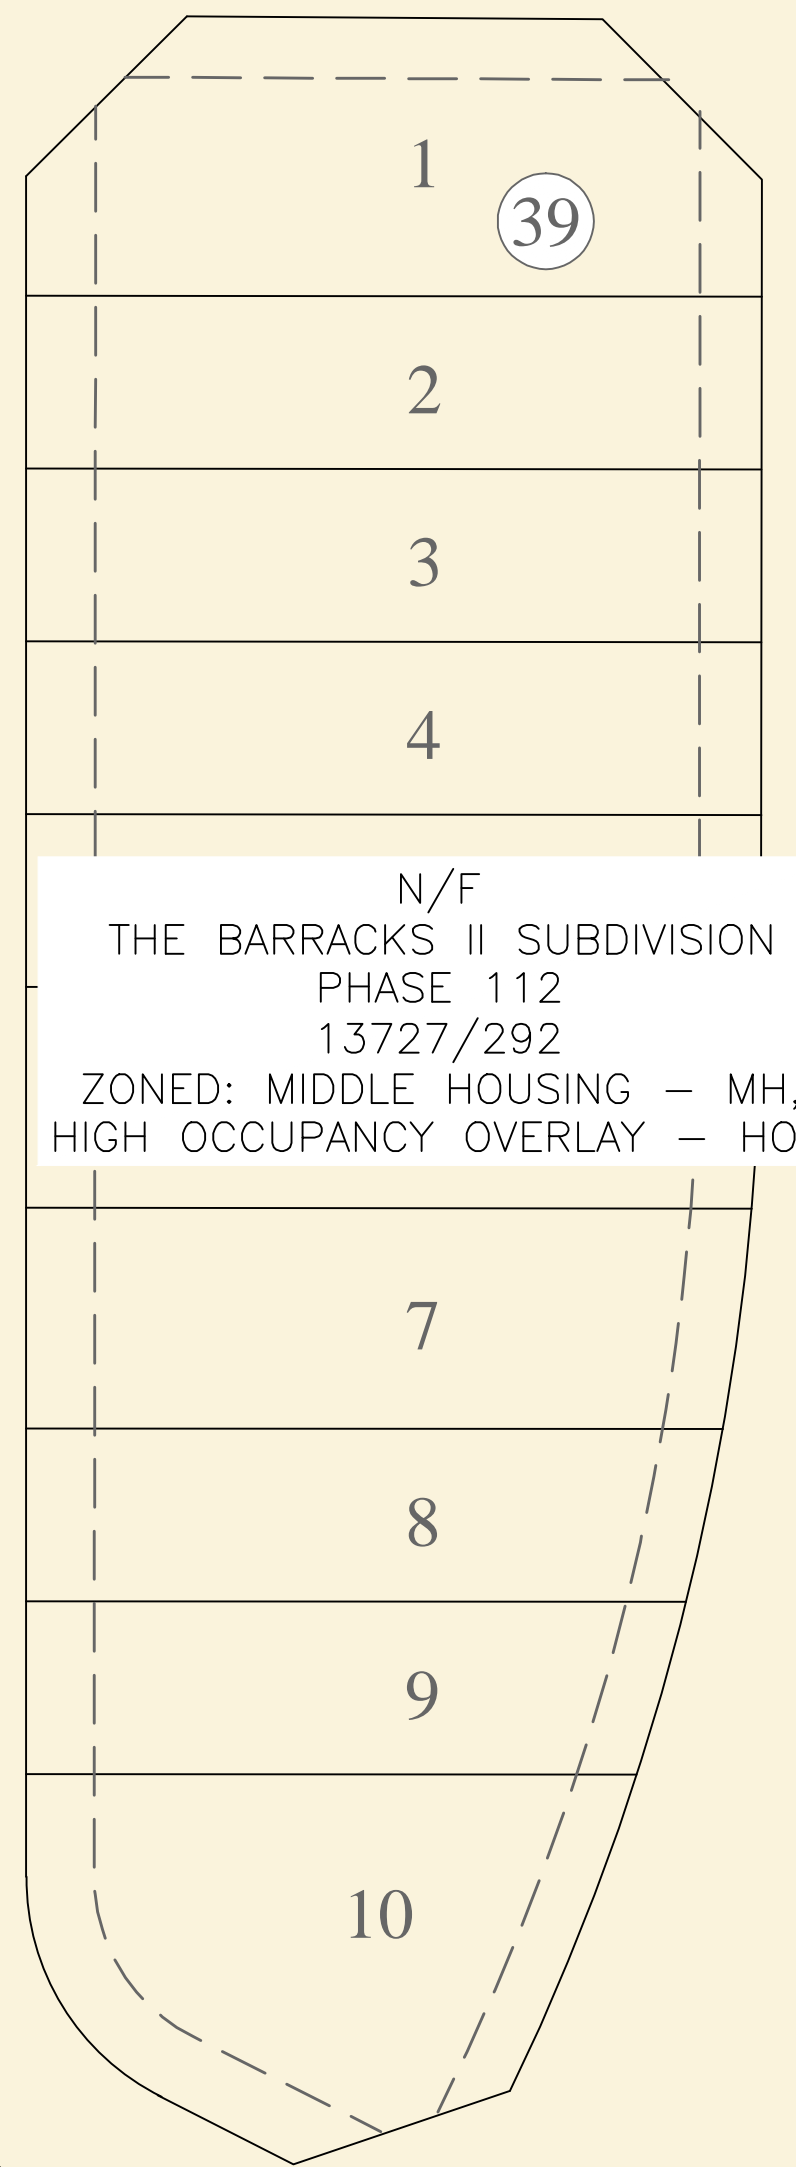 1
39
2
3
4
N/F
THE BARRACKS II SUBDIVISION
PHASE 112
13727/292
ZONED: MIDDLE HOUSING – MH,
HIGH OCCUPANCY OVERLAY – HO
7
8
9
10